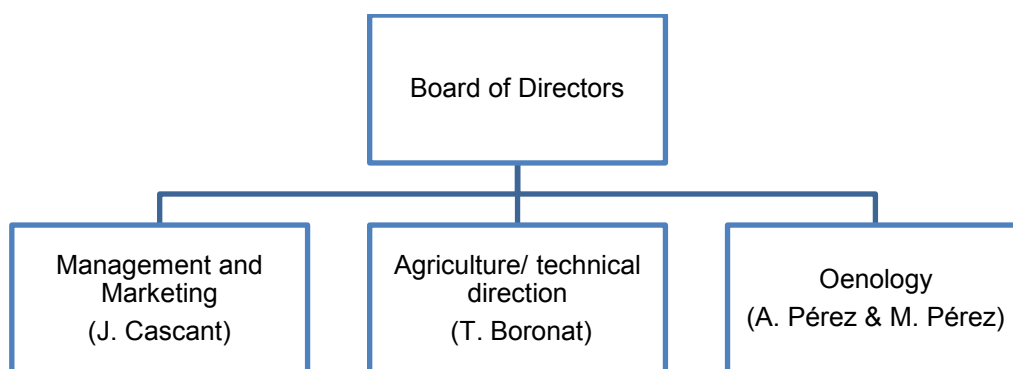 Board of Directors
Management and
Marketing
(J. Cascant)
Agriculture/ technical
direction
(T. Boronat)
Oenology
(A. Pérez & M. Pérez)